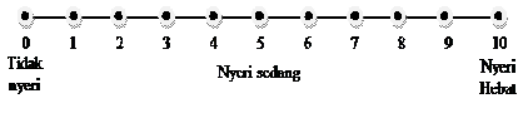 0 1 2 3 4 5 6 7 8 9 10
Tidak nyeri
Nyeri sedang
Nyeri Hebat